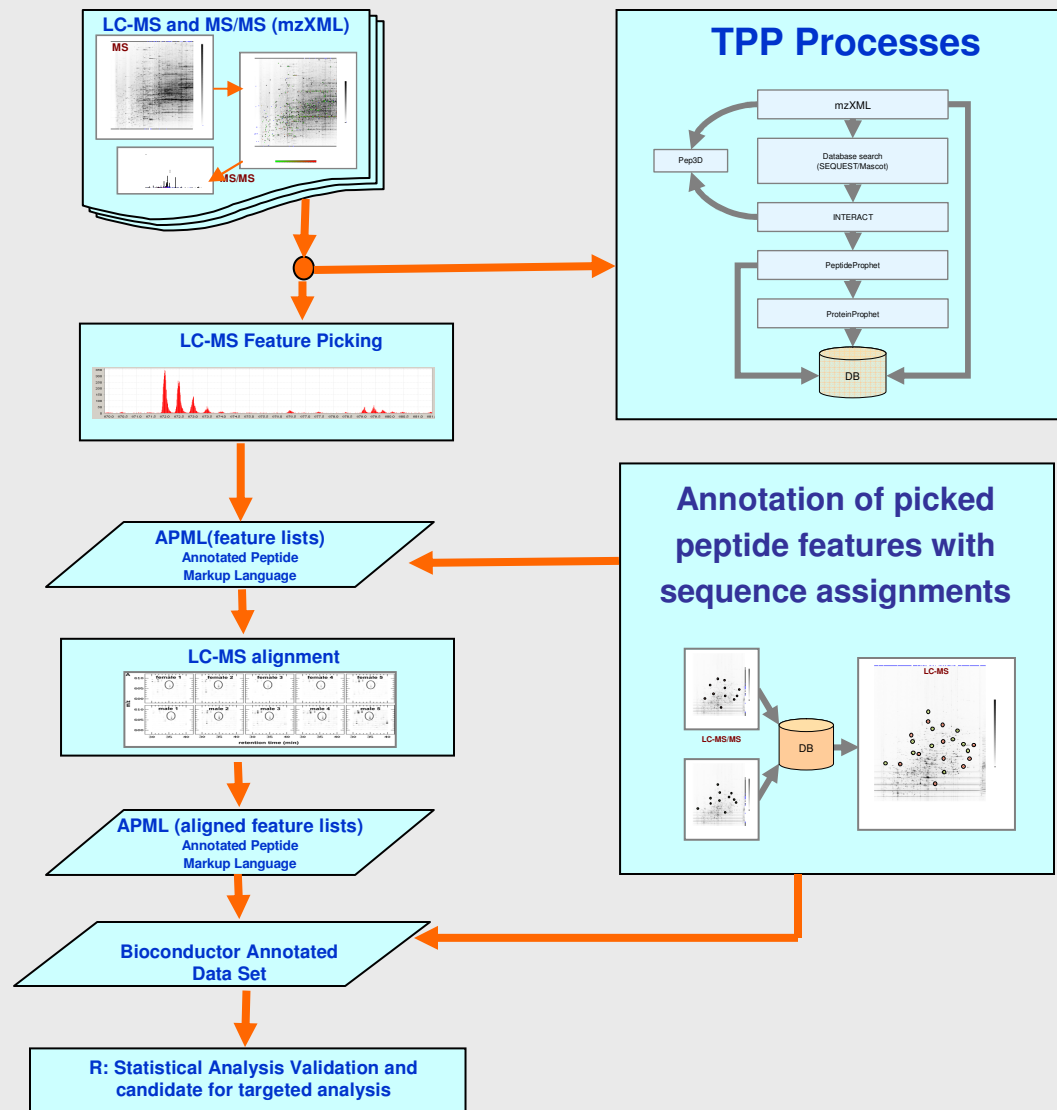 LC-MS and MS/MS (mzXML)
MS
MS/MS
TPP Processes
mzXML
Pep3D
Database search
(SEQUEST/Mascot)
INTERACT
PeptideProphet
ProteinProphet
DB
LC-MS Feature Picking
APML(feature lists)
Annotated Peptide
Markup Language
LC-MS alignment
female 1 female 2 female 3 female 4 female 5
male 1 male 2 male 3 male 4 male 5
retention time (min)
APML (aligned feature lists)
Annotated Peptide
Markup Language
Bioconductor Annotated
Data Set
R: Statistical Analysis Validation and
candidate for targeted analysis
Annotation of picked
peptide features with
sequence assignments
LC-MS/MS
DB
LC-MS